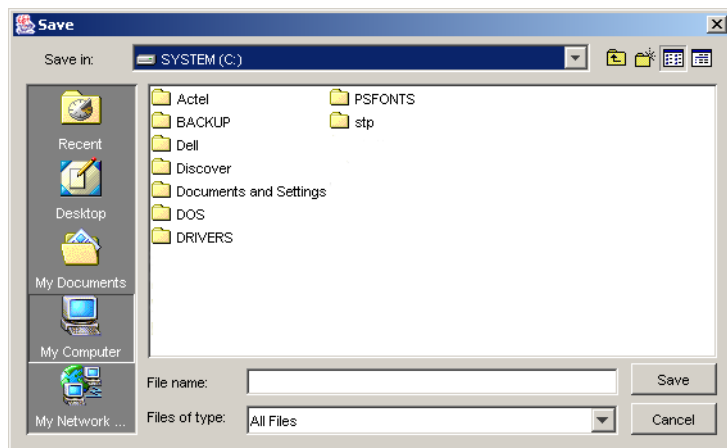 Save
Save in:
SYSTEM (C:)
Recent
Desktop
My Documents
My Computer
My Network ...
Actel
BACKUP
Dell
Discover
Documents and Settings
DOS
DRIVERS
PSFONTS
stp
File name:
Save
Files of type:
All Files
Cancel